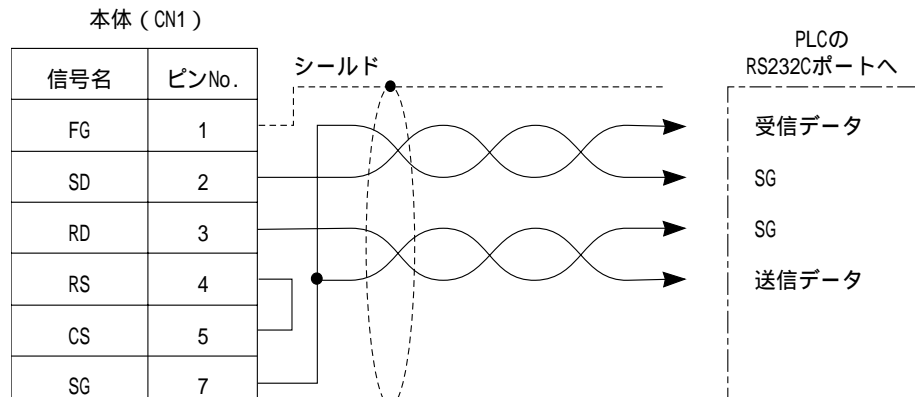 本体（CN1）
PLCの
RS232Cポートへ
信号名 ピンNo. シールド
FG 1 受信データ
SD 2 SG
RD 3 SG
RS 4 送信データ
CS 5
SG 7